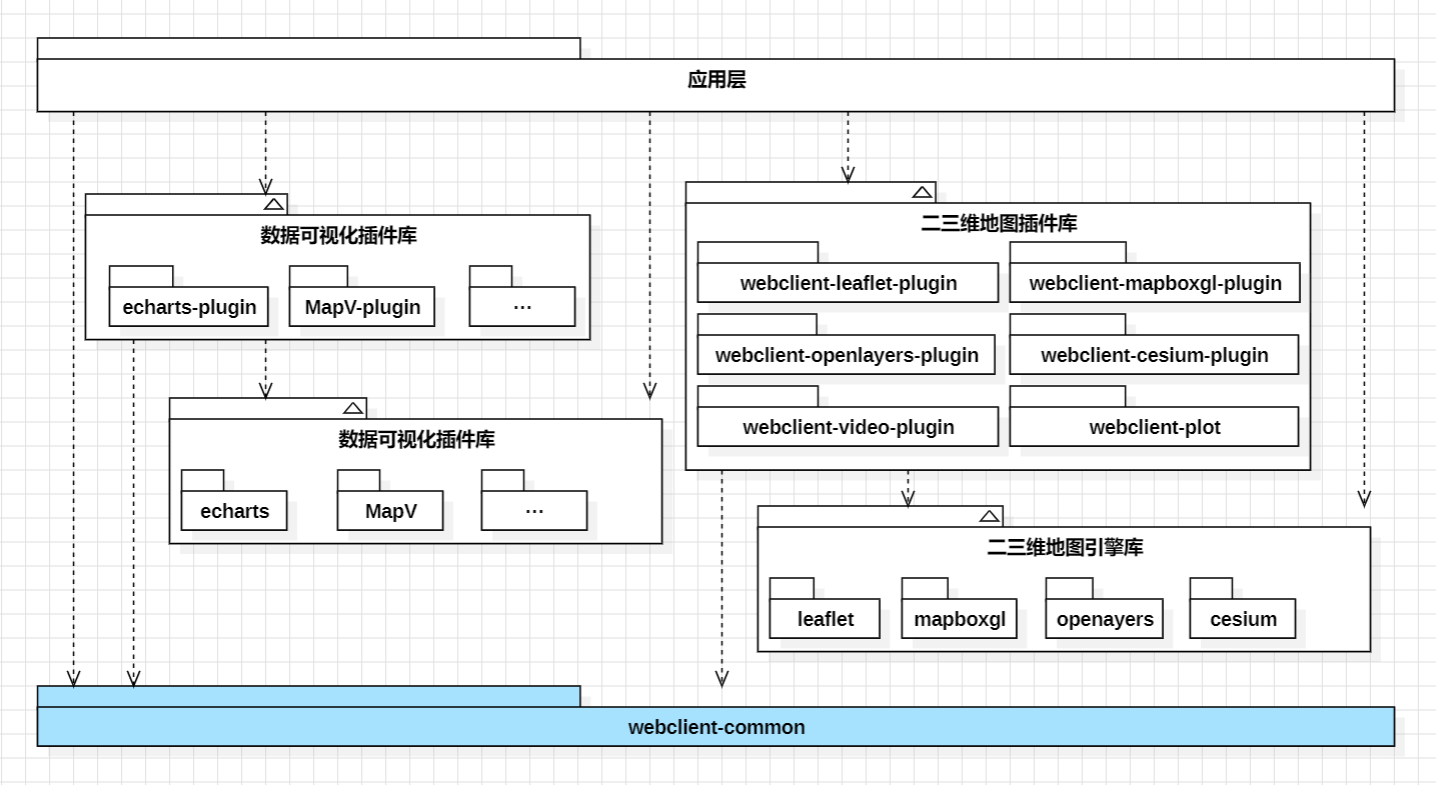 应用层
数据可视化插件库
echarts-plugin
MapV-plugin
...
二三维地图插件库
webclient-leaflet-plugin
webclient-mapboxgl-plugin
webclient-openlayers-plugin
webclient-cesium-plugin
webclient-video-plugin
webclient-plot
数据可视化插件库
echarts
MapV
...
二三维地图引擎库
leaflet
mapboxgl
openayers
cesium
webclient-common